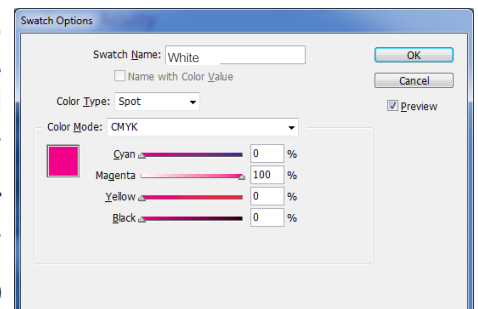 Swatch Options
Swatch Name: White
OK
Name with Color Value
Cancel
Color Type: Spot
Preview
Color Mode: CMYK
Cyan 0 %
Magenta 100 %
Yellow 0 %
Black 0 %